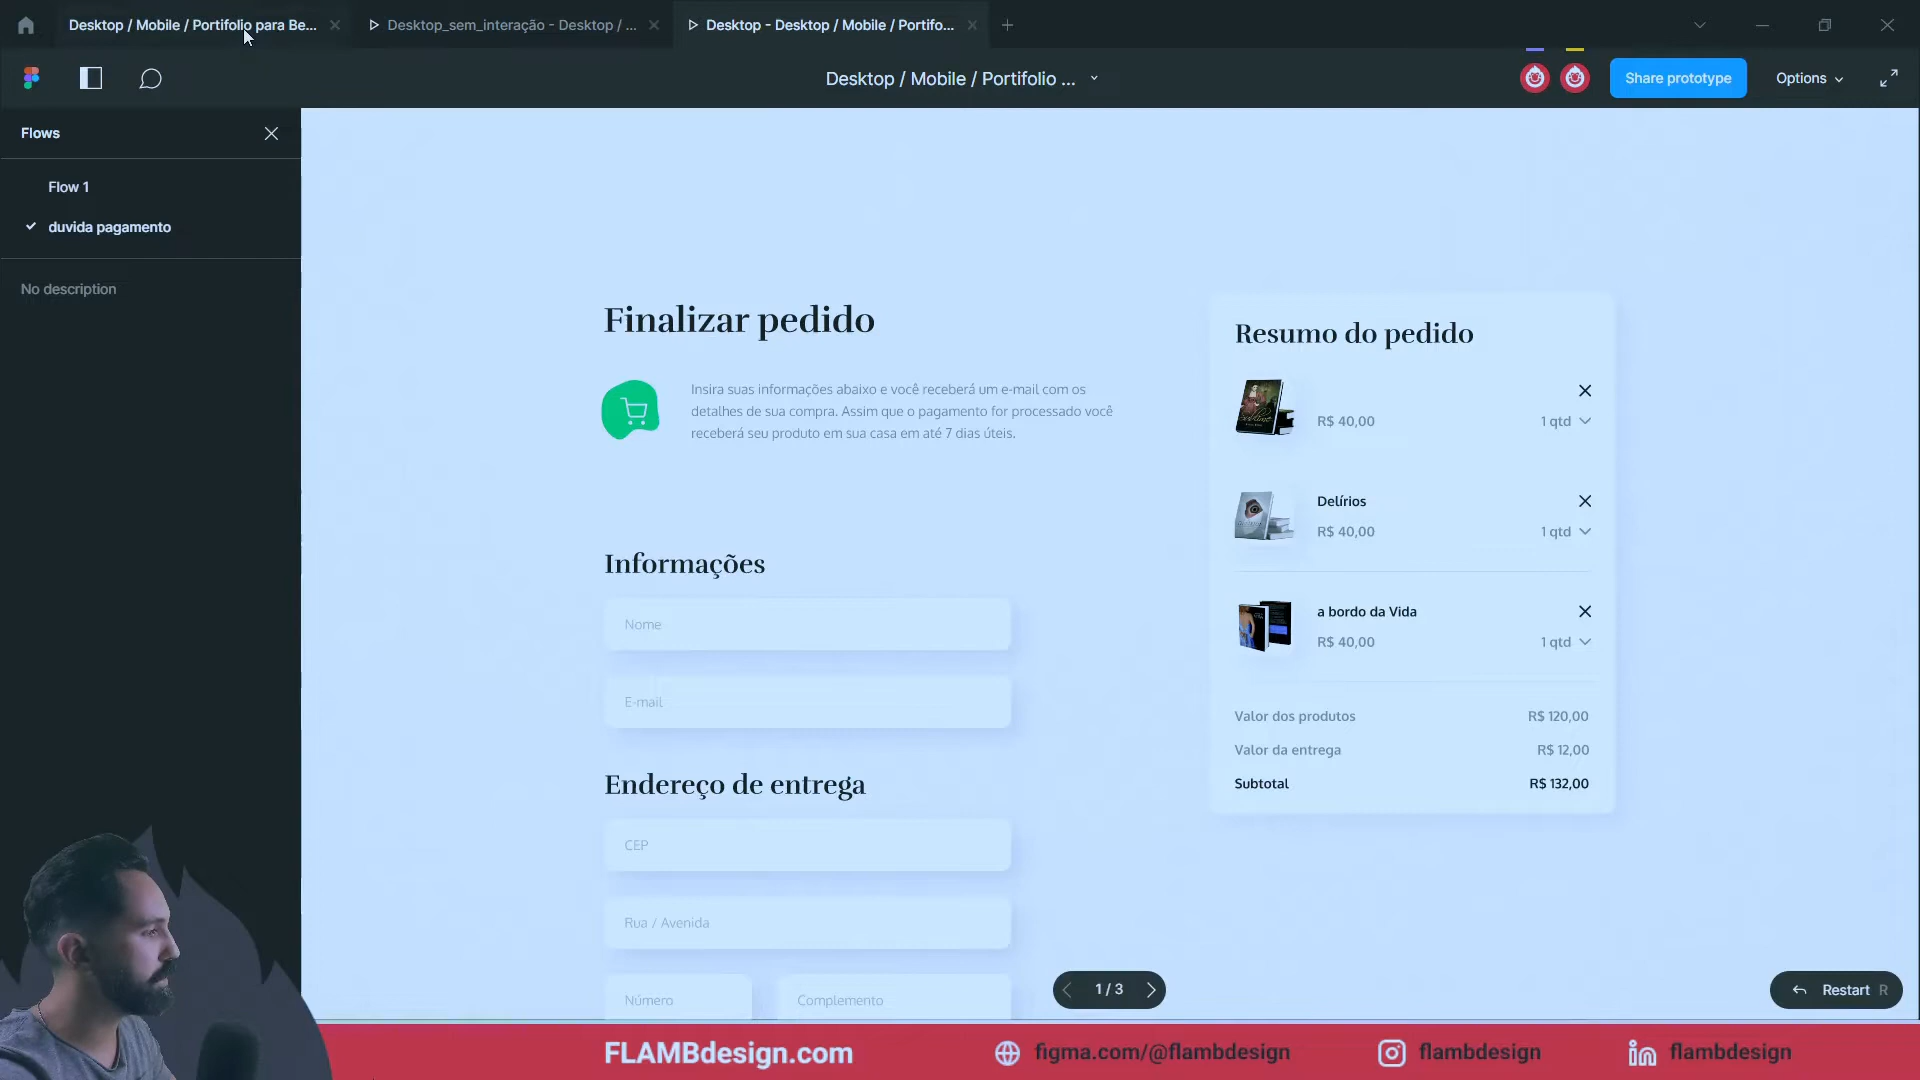 Desktop / Mobile / Portifolio para Be...
Desktop_sem_interação - Desktop / ...
Desktop - Desktop / Mobile / Portifo...
Desktop / Mobile / Portifolio ...
Share prototype
Options
Flows
Flow 1
duvida pagamento
No description
Finalizar pedido
Insira suas informações abaixo e você receberá um e-mail com os
detalhes de sua compra. Assim que o pagamento for processado você
receberá seu produto em sua casa em até 7 dias úteis.
Informações
Nome
E-mail
Endereço de entrega
CEP
Rua / Avenida
Número
Complemento
Resumo do pedido
R$ 40,00
1 qtd
Delírios
R$ 40,00
1 qtd
a bordo da Vida
R$ 40,00
1 qtd
Valor dos produtos
R$ 120,00
Valor da entrega
R$ 12,00
Subtotal
R$ 132,00
1 / 3
Restart R
FLAMBdesign.com
figma.com/@flambdesign
flambdesign
flambdesign